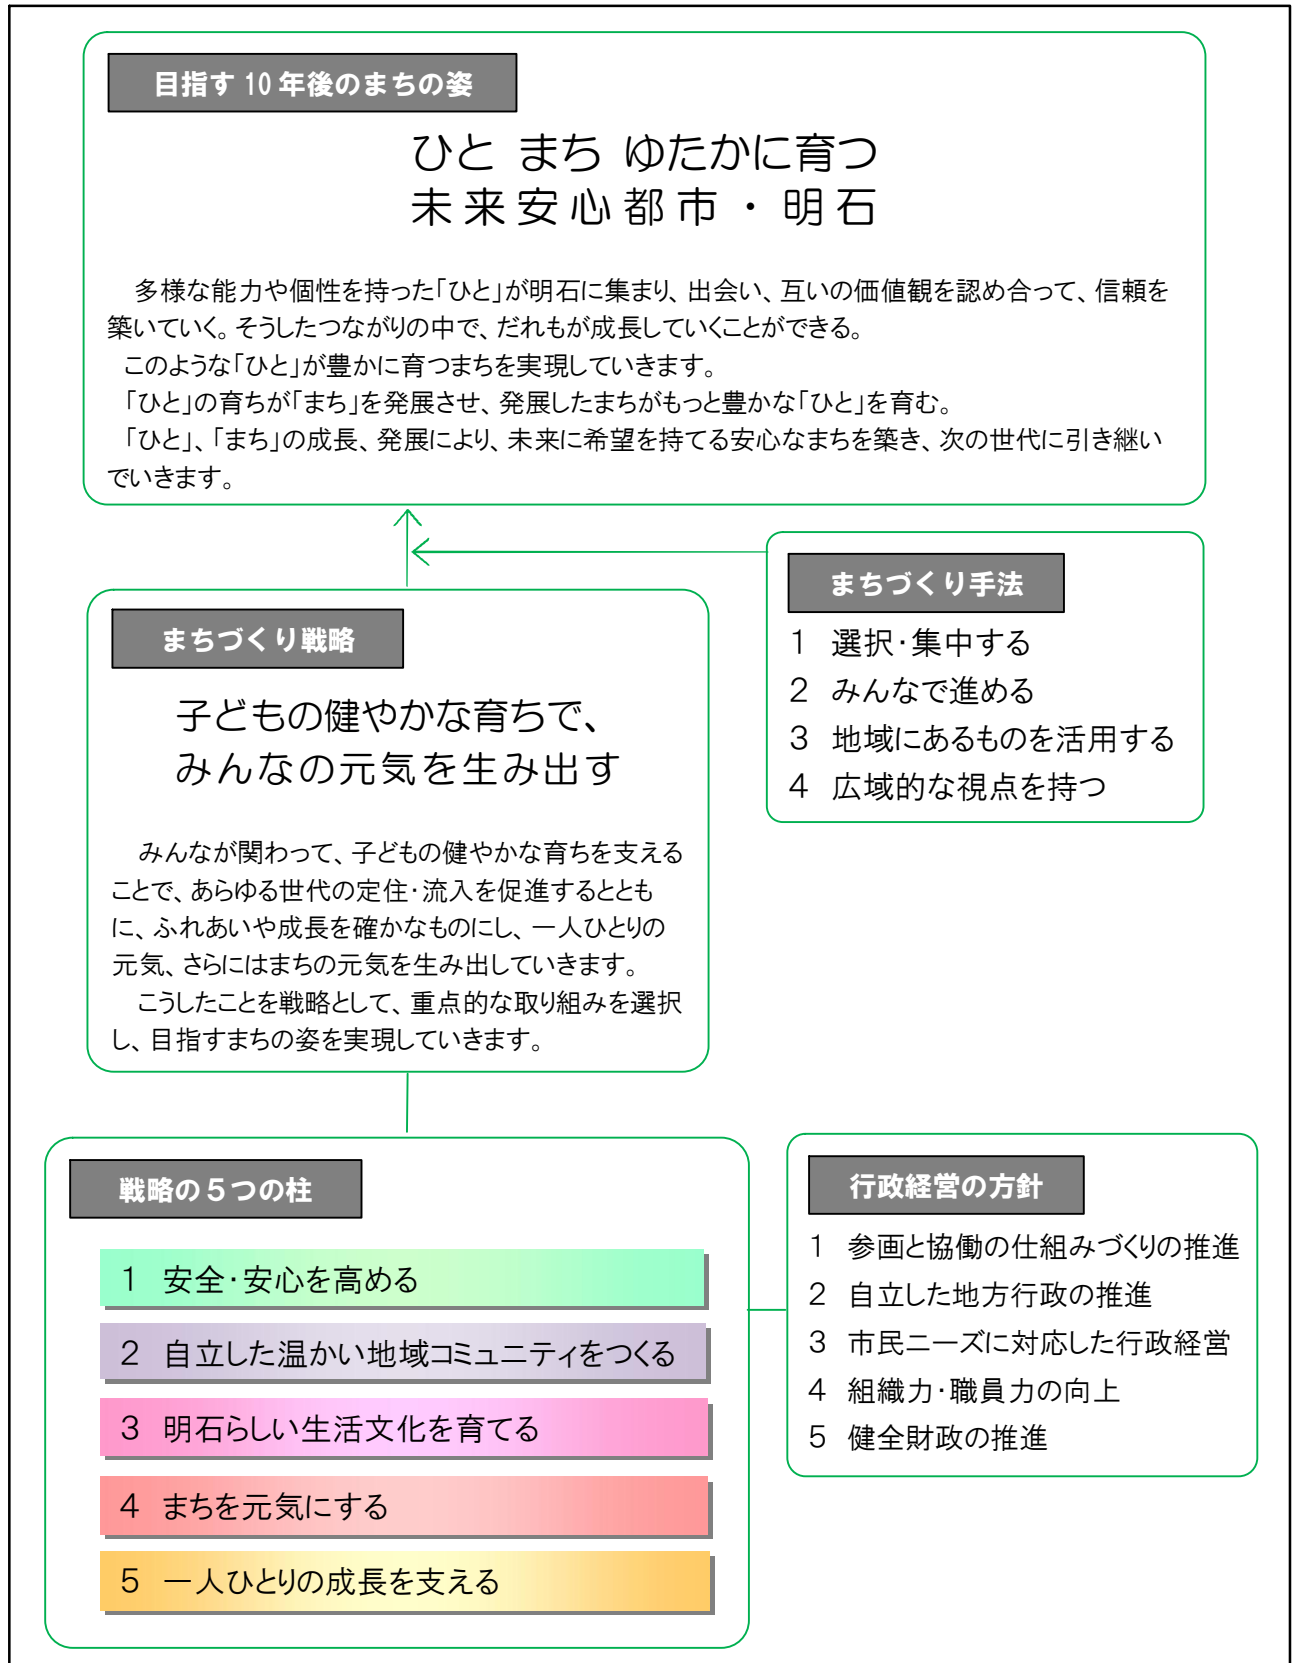 目指す10年後のまちの姿
ひと まち ゆたかに育つ
未来安心都市・明石
多様な能力や個性を持った「ひと」が明石に集まり、出会い、互いの価値観を認め合って、信頼を
築いていく。そうしたつながりの中で、だれもが成長していくことができる。
このような「ひと」が豊かに育つまちを実現していきます。
「ひと」の育ちが「まち」を発展させ、発展したまちがもっと豊かな「ひと」を育む。
「ひと」、「まち」の成長、発展により、未来に希望を持てる安心なまちを築き、次の世代に引き継い
でいきます。
まちづくり手法
1 選択・集中する
2 みんなで進める
3 地域にあるものを活用する
4 広域的な視点を持つ
まちづくり戦略
子どもの健やかな育ちで、
みんなの元気を生み出す
みんなが関わって、子どもの健やかな育ちを支える
ことで、あらゆる世代の定住・流入を促進するととも
に、ふれあいや成長を確かなものにし、一人ひとりの
元気、さらにはまちの元気を生み出していきます。
こうしたことを戦略として、重点的な取り組みを選択
し、目指すまちの姿を実現していきます。
戦略の5つの柱
1 安全・安心を高める
2 自立した温かい地域コミュニティをつくる
3 明石らしい生活文化を育てる
4 まちを元気にする
5 一人ひとりの成長を支える
行政経営の方針
1 参画と協働の仕組みづくりの推進
2 自立した地方行政の推進
3 市民ニーズに対応した行政経営
4 組織力・職員力の向上
5 健全財政の推進